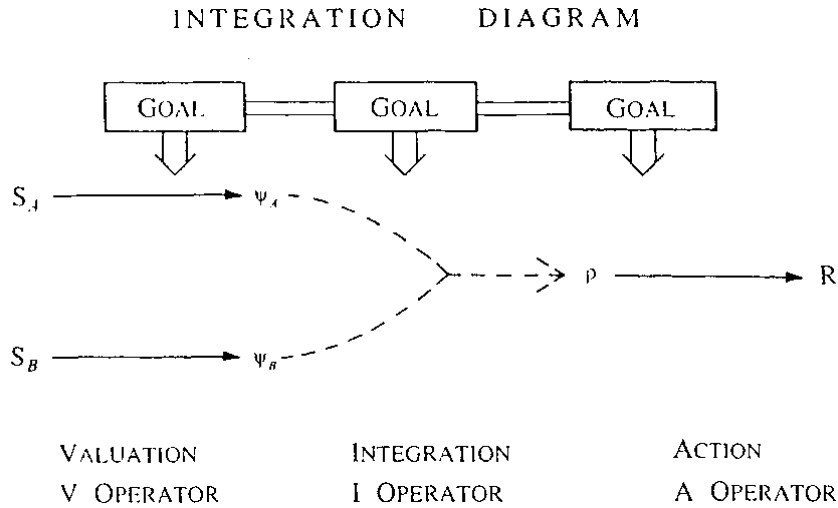 INTEGRATION DIAGRAM
GOAL GOAL GOAL
S_A ψ_A
ρ R
S_B ψ_B
VALUATION INTEGRATION ACTION
V OPERATOR I OPERATOR A OPERATOR